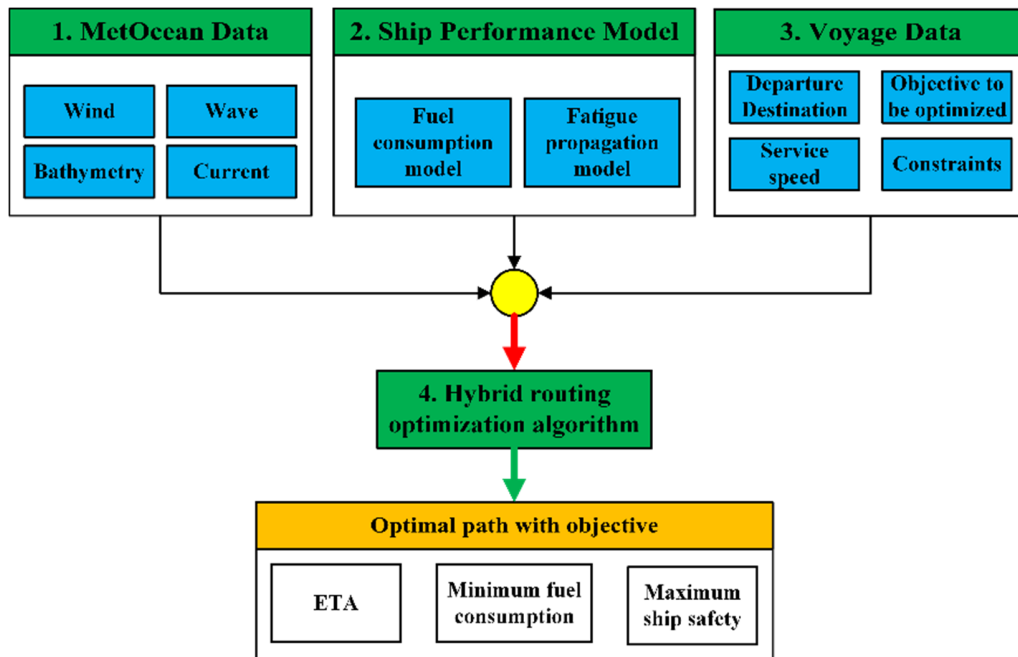 1. MetOcean Data
Wind
Wave
Bathymetry
Current
2. Ship Performance Model
Fuel
consumption
model
Fatigue
propagation
model
3. Voyage Data
Departure
Destination
Objective to
be optimized
Service
speed
Constraints
4. Hybrid routing
optimization algorithm
Optimal path with objective
ETA
Minimum fuel
consumption
Maximum
ship safety